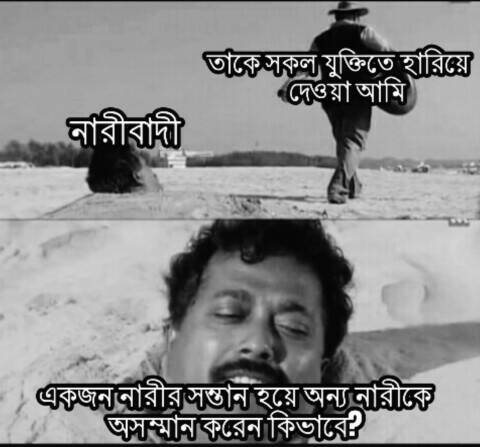 তাকে সকল যুক্তিতে হারিয়ে
দেওয়া আমি
নারীবাদী
একজন নারীর সন্তান হয়ে অন্য নারীকে
অসম্মান করেন কিভাবে?